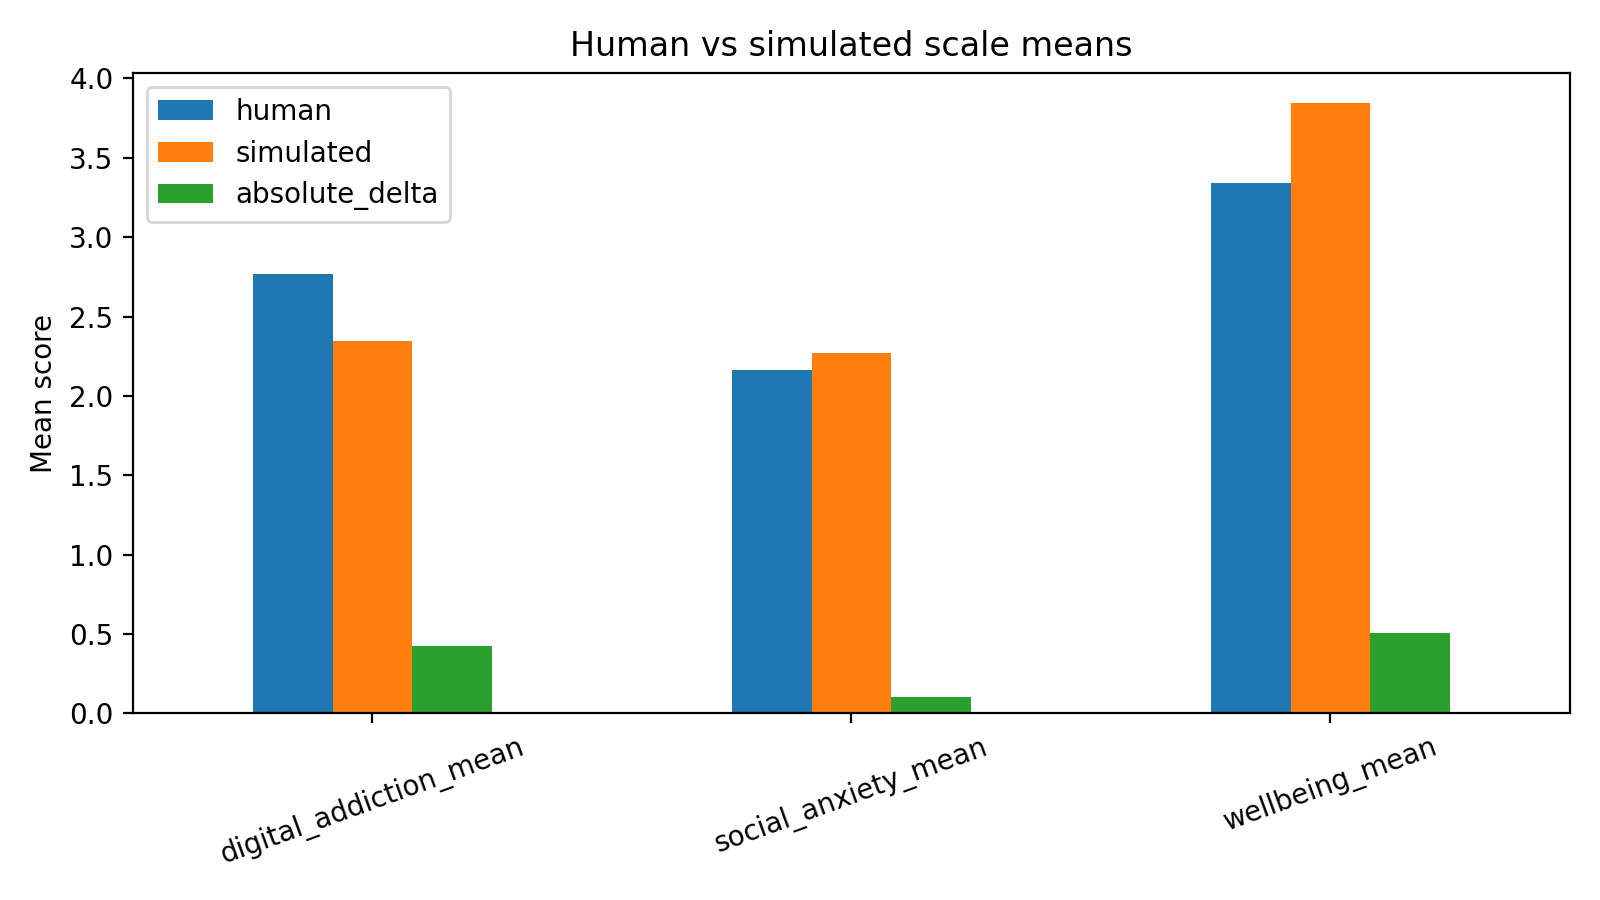 Human vs simulated scale means
human
simulated
absolute_delta
Mean score
4.0
3.5
3.0
2.5
2.0
1.5
1.0
0.5
0.0
digital_addiction_mean
social_anxiety_mean
wellbeing_mean